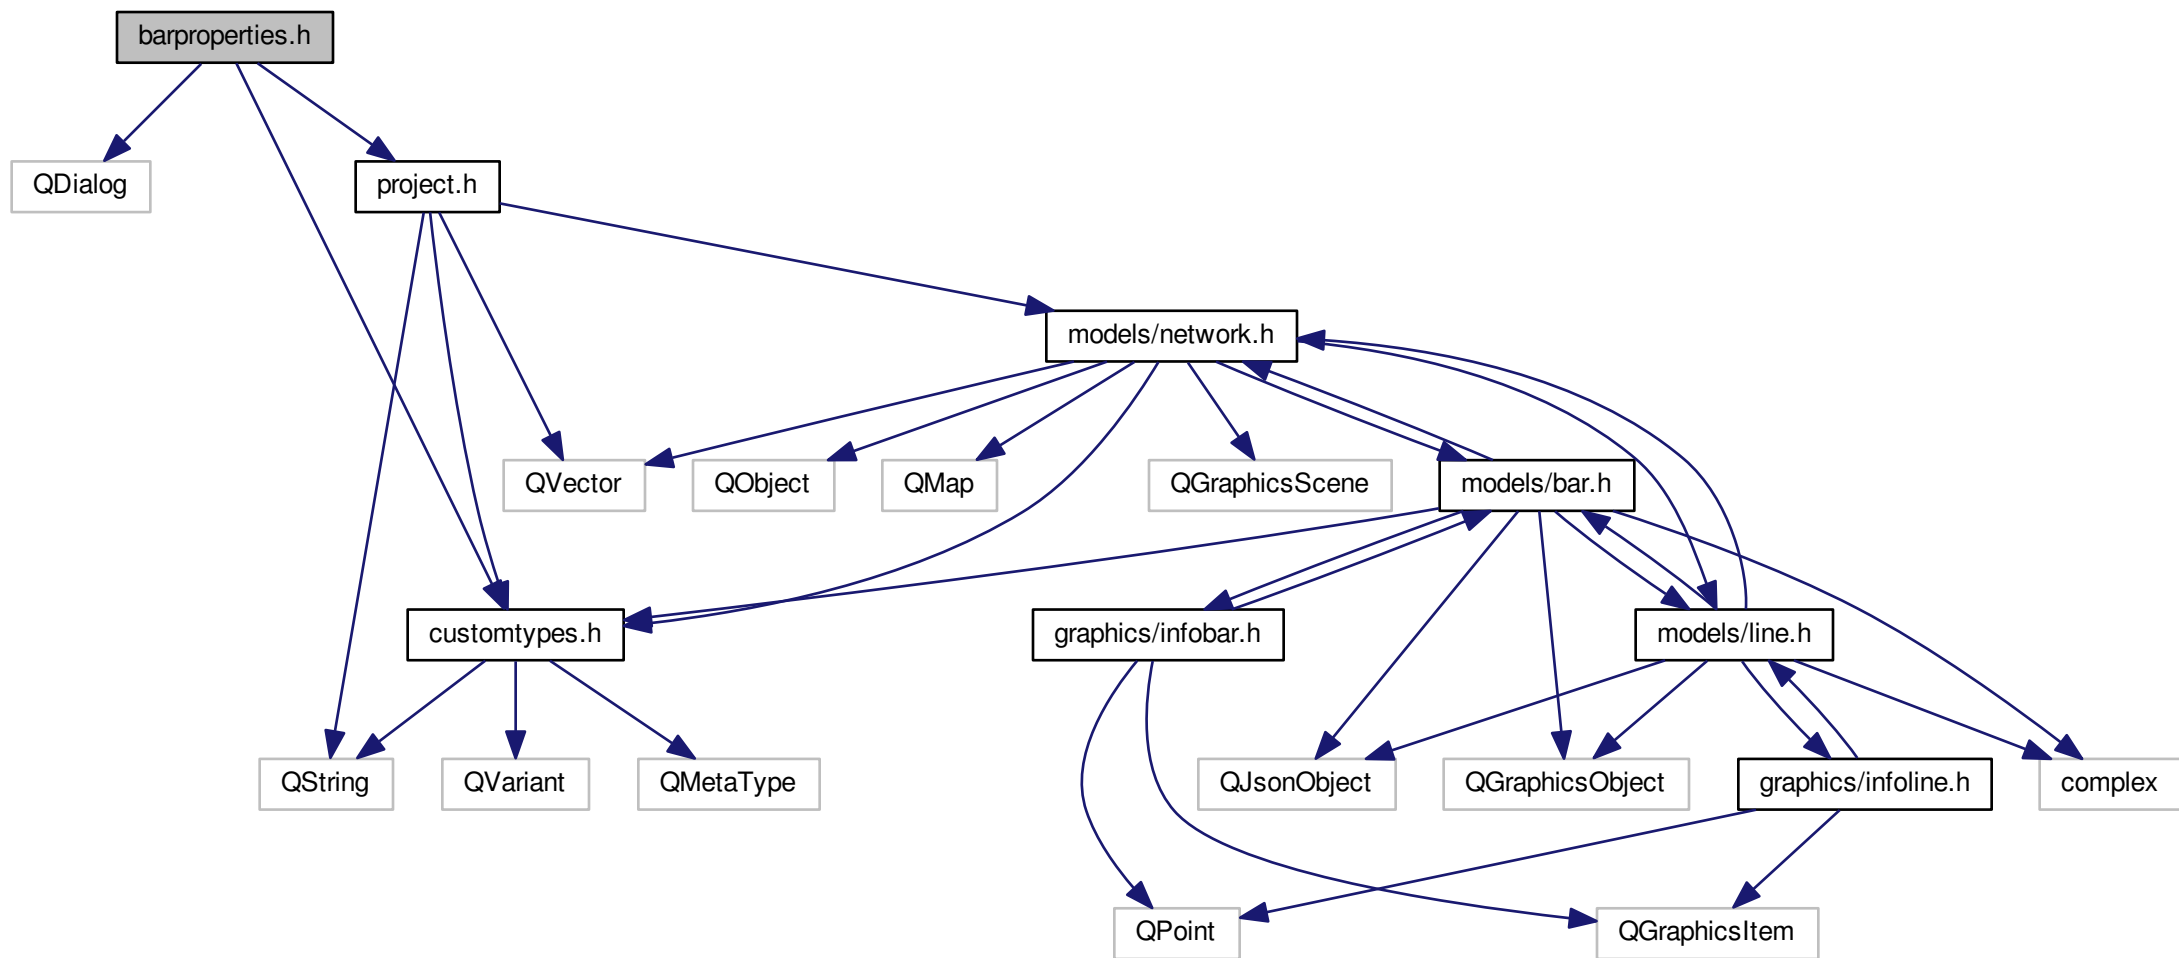 barproperties.h
QDialog
project.h
models/network.h
QVector
QObject
QMap
QGraphicsScene
models/bar.h
customtypes.h
graphics/infobar.h
models/line.h
QString
QVariant
QMetaType
QJsonObject
QGraphicsObject
graphics/infoline.h
complex
QPoint
QGraphicsItem